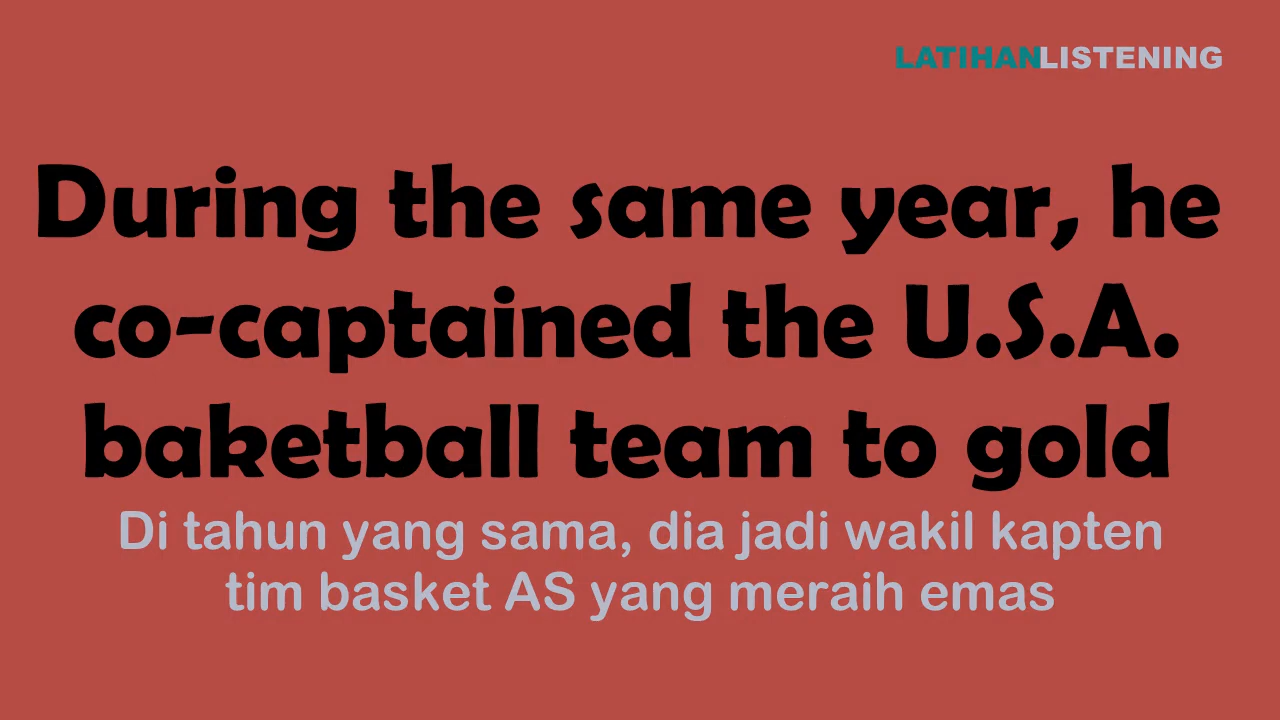 LATIHANLISTENING
During the same year, he
co-captained the U.S.A.
baketball team to gold
Di tahun yang sama, dia jadi wakil kapten
tim basket AS yang meraih emas